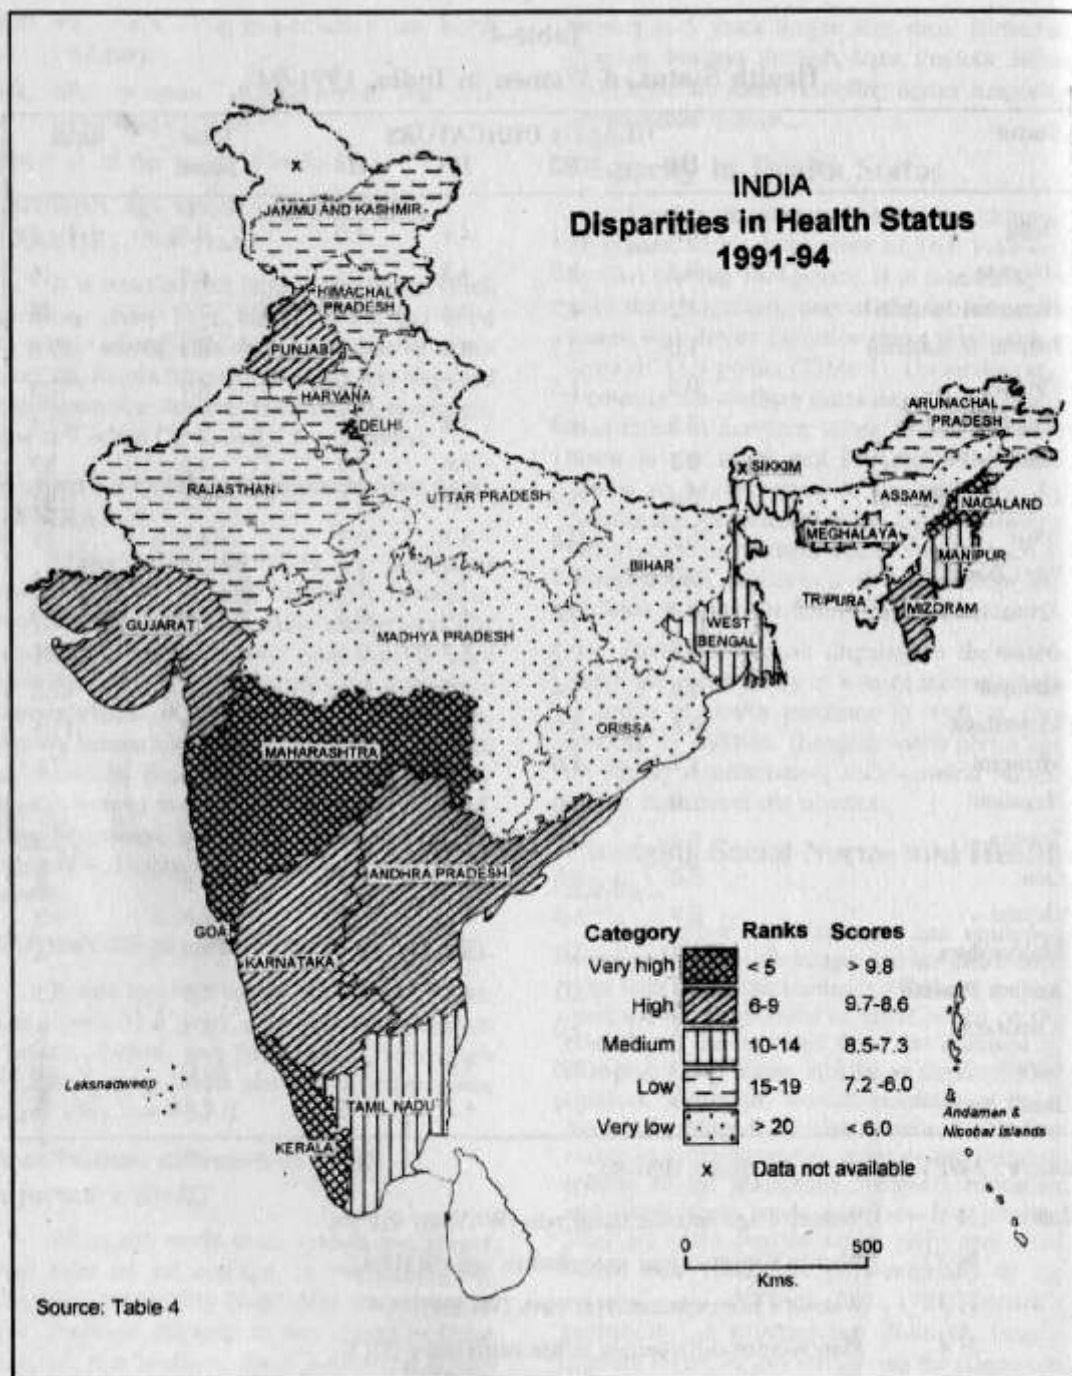 INDIA
Disparities in Health Status
1991-94
x
JAMMU AND KASHMIR
HIMACHAL
PRADESH
PUNJAB
HARYANA
DELHI
RAJASTHAN
UTTAR PRADESH
ARUNACHAL
PRADESH
x SIKKIM
ASSAM
NAGALAND
MEGHALAYA
MANIPUR
BIHAR
TRIPURA
MIZORAM
GUJARAT
MADHYA PRADESH
WEST
BENGAL
ORISSA
MAHARASHTRA
ANDHRA PRADESH
GOA
KARNATAKA
Laksnadweep
TAMIL NADU
KERALA
Category Ranks Scores
Very high < 5 > 9.8
High 6-9 9.7-8.6
Medium 10-14 8.5-7.3
Low 15-19 7.2 -6.0
Very low > 20 < 6.0
x Data not available
Andaman &
Nicobar Islands
0 500
Kms.
Source: Table 4